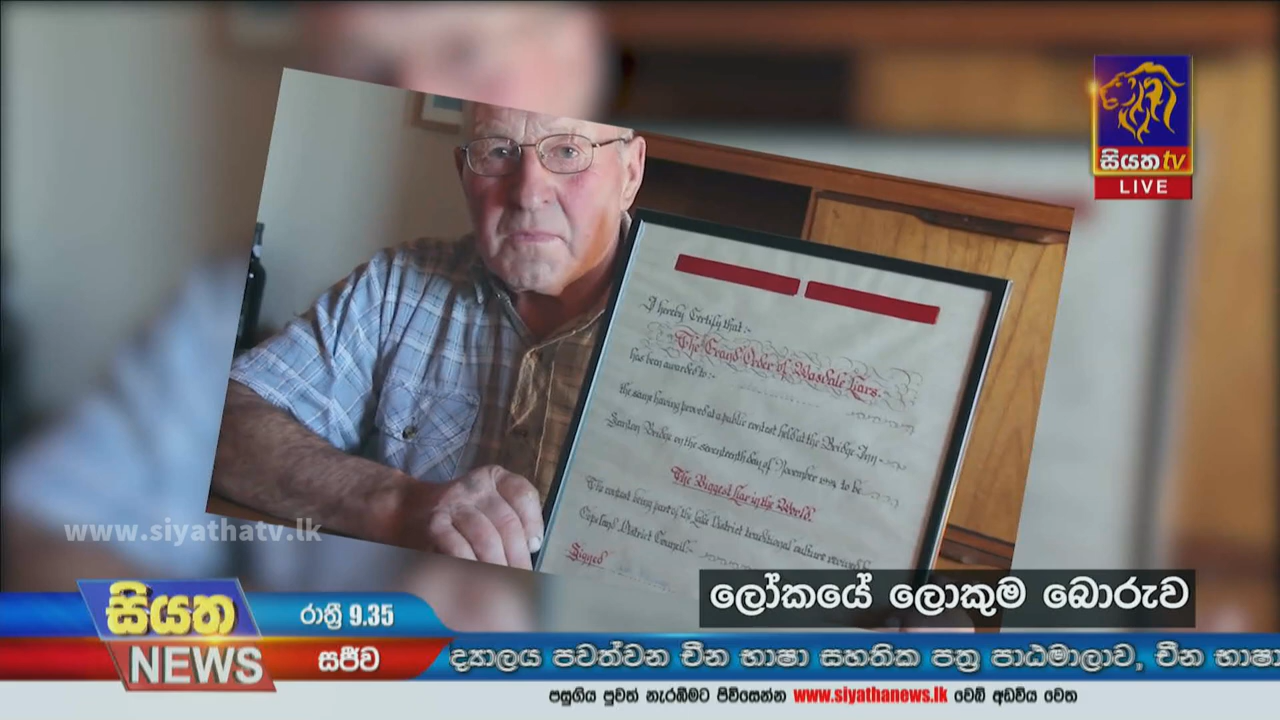 සියත tv
LIVE
I hereby Certify that :-
The Grand Order of Wasdale Liars.
has been awarded to :-
the same having proved at a public contest held at the Bridge Inn
Santon Bridge on the seventeenth day of November to be
The Biggest Liar in the World.
The contest being part of the Lake District traditional culture
Copeland District Council:-
Signed
www.siyathatv.lk
ලෝකයේ ලොකුම බොරුව
සියත
NEWS
රාත්‍රී 9.35
සජීව
ද්‍යාලය පවත්වන චීන භාෂා සහතික පත්‍ර පාඨමාලාව, චීන භාෂා
පසුගිය පුවත් නැරඹීමට පිවිසෙන්න www.siyathanews.lk වෙබ් අඩවිය වෙත